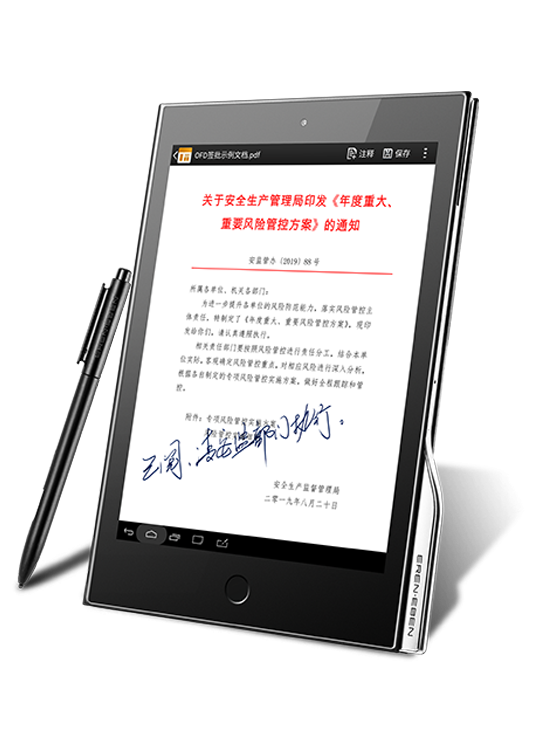 OFD签批示例文档.pdf
注释 保存
关于安全生产管理局印发《年度重大、
重要风险管控方案》的通知
安监管办〔2019〕88 号
所属各单位、机关各部门:
为进一步提升各单位的风险防范能力,落实风险管控主
体责任,特制定了《年度重大、重要风险管控方案》,现印
发给你们,请认真遵照执行。
相关责任部门要按照风险管控进行责任分工,结合本单
位实际,客观确定风险管控重点,对相应风险进行深入分析,
根据各自制定的专项风险管控实施方案,做好全程跟踪和管
控。
附件:专项风险管控实施方案
已阅,请安监部门执行。
安全生产监督管理局
二零一九年八月二十日
EREN·EBEN